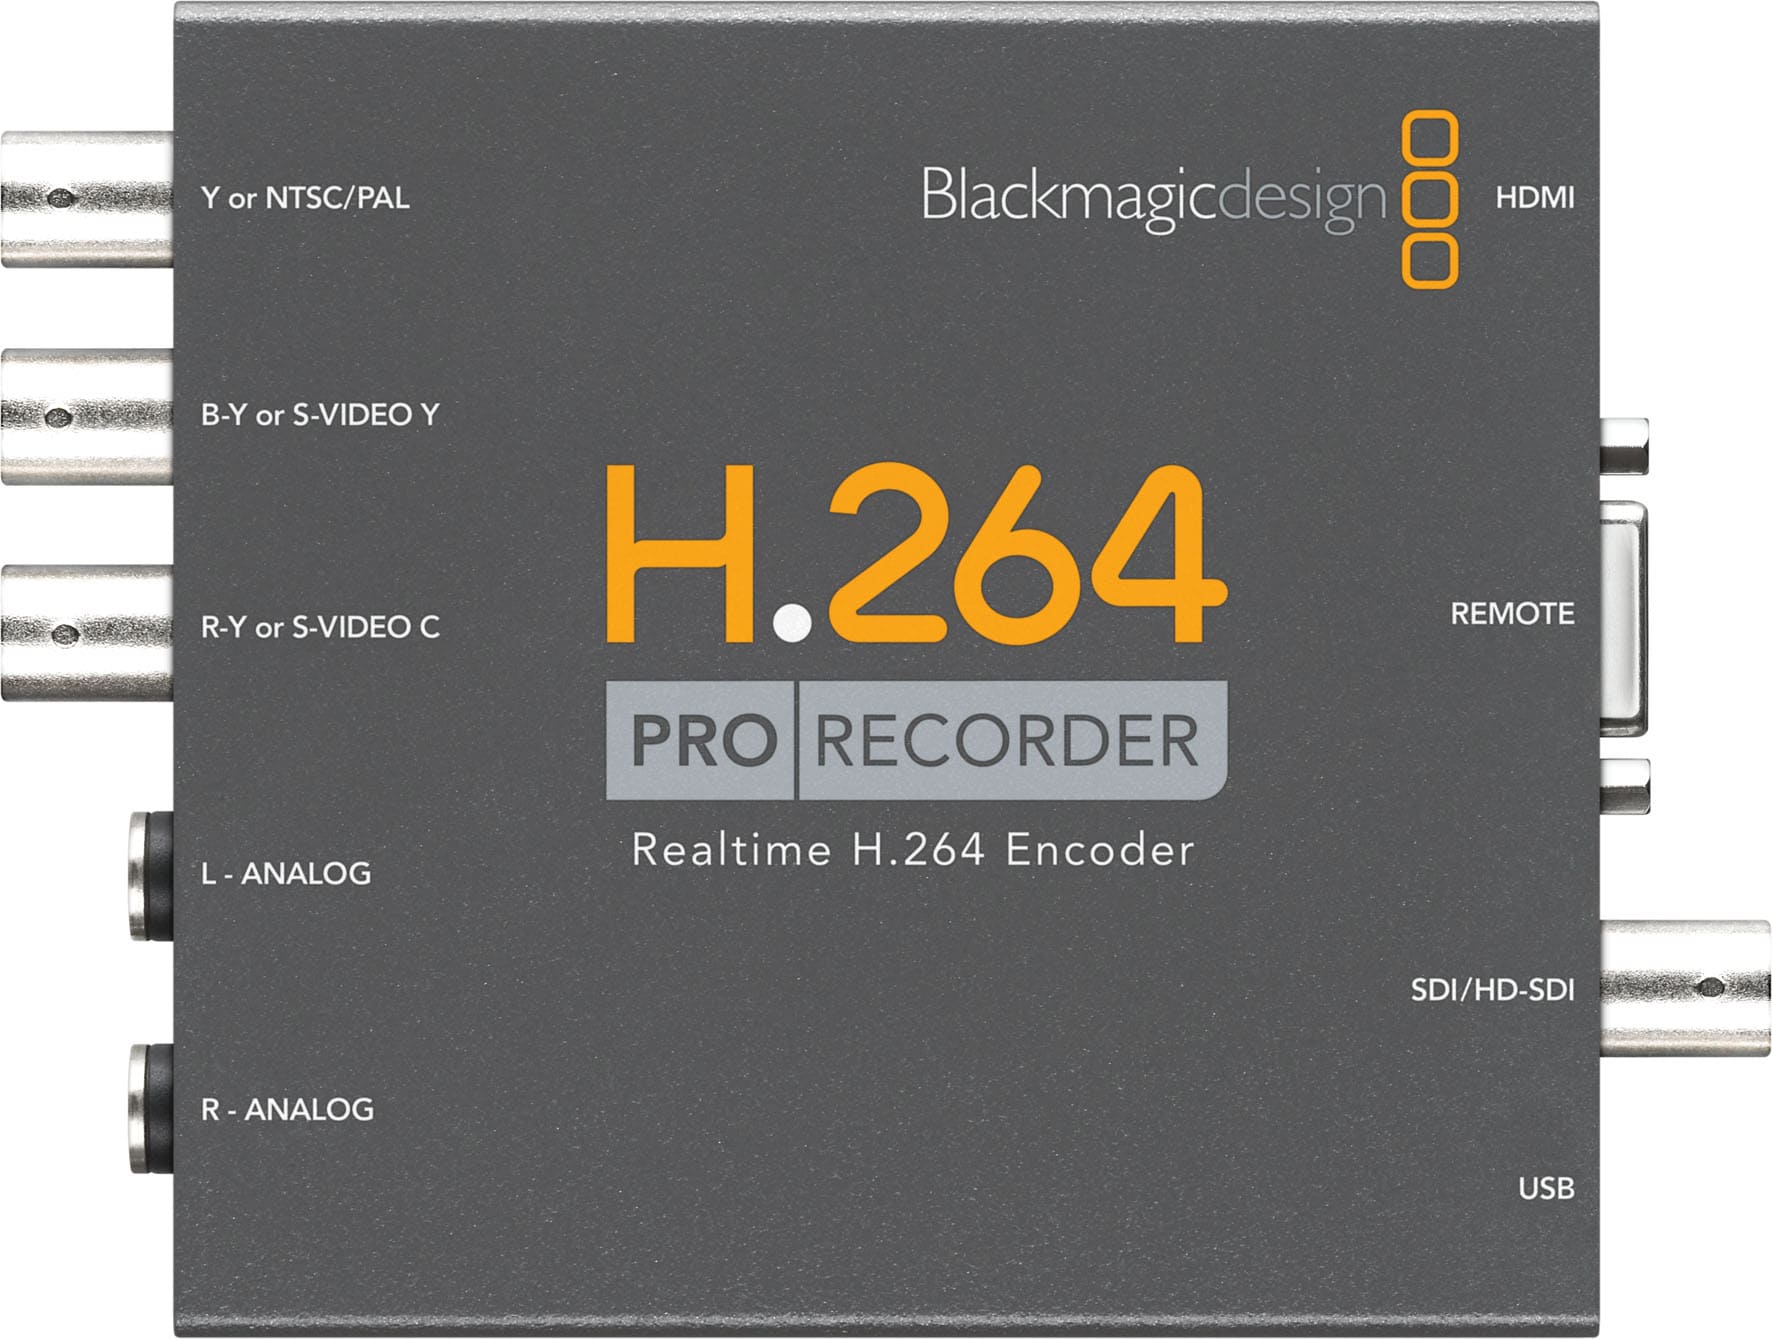 Y or NTSC/PAL
Blackmagicdesign
HDMI
B-Y or S-VIDEO Y
H.264
R-Y or S-VIDEO C
REMOTE
PRO RECORDER
Realtime H.264 Encoder
L - ANALOG
SDI/HD-SDI
R - ANALOG
USB